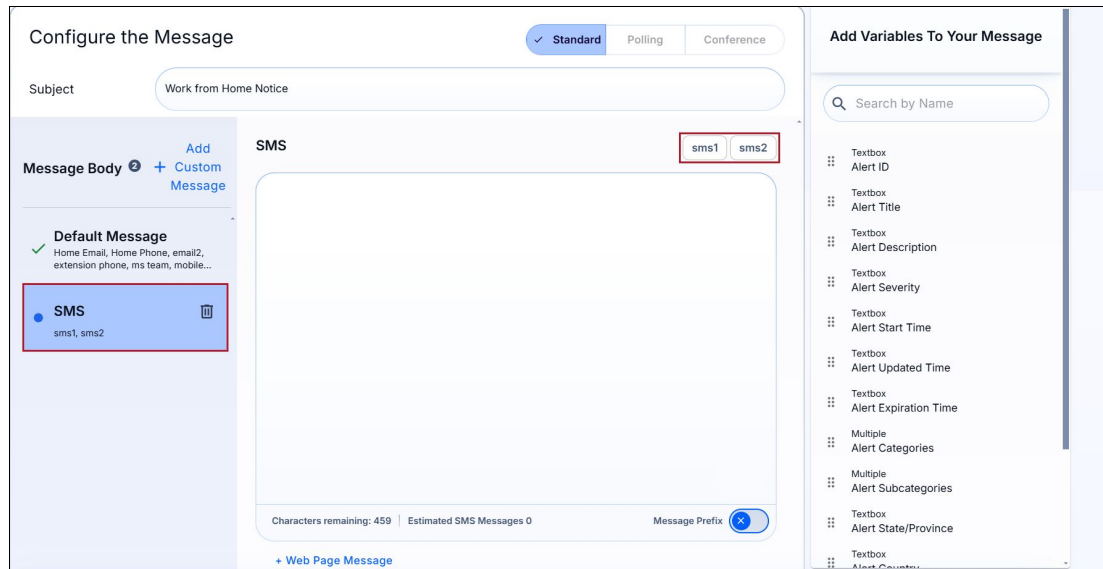 Configure the Message
Standard
Polling
Conference
Subject
Work from Home Notice
Message Body 2
+ Add Custom Message
Default Message
Home Email, Home Phone, email2,
extension phone, ms team, mobile...
SMS
sms1, sms2
SMS
sms1
sms2
Characters remaining: 459
Estimated SMS Messages 0
Message Prefix
+ Web Page Message
Add Variables To Your Message
Search by Name
Textbox
Alert ID
Textbox
Alert Title
Textbox
Alert Description
Textbox
Alert Severity
Textbox
Alert Start Time
Textbox
Alert Updated Time
Textbox
Alert Expiration Time
Multiple
Alert Categories
Multiple
Alert Subcategories
Textbox
Alert State/Province
Textbox
Alert Country